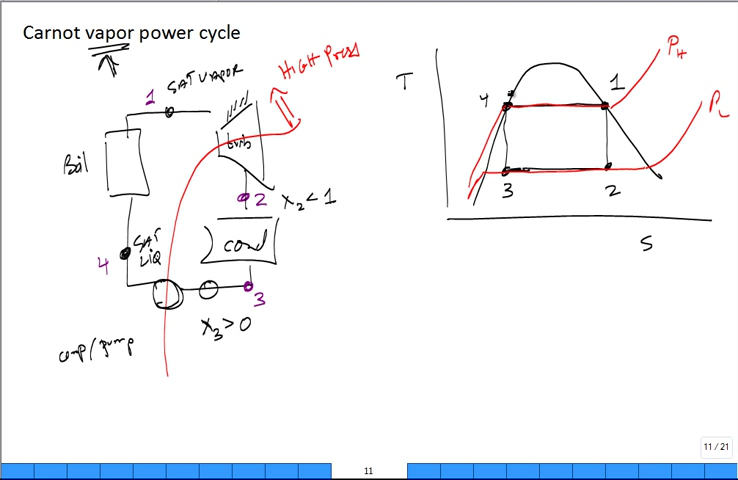 Carnot vapor power cycle
1 SAT VAPOR
HIGH PRESS
Boil
turb
2 X2 < 1
4 SAT LIQ
cond
3
X3 > 0
comp/pump
T
PH
4 1
PL
3 2
S
11 / 21
11